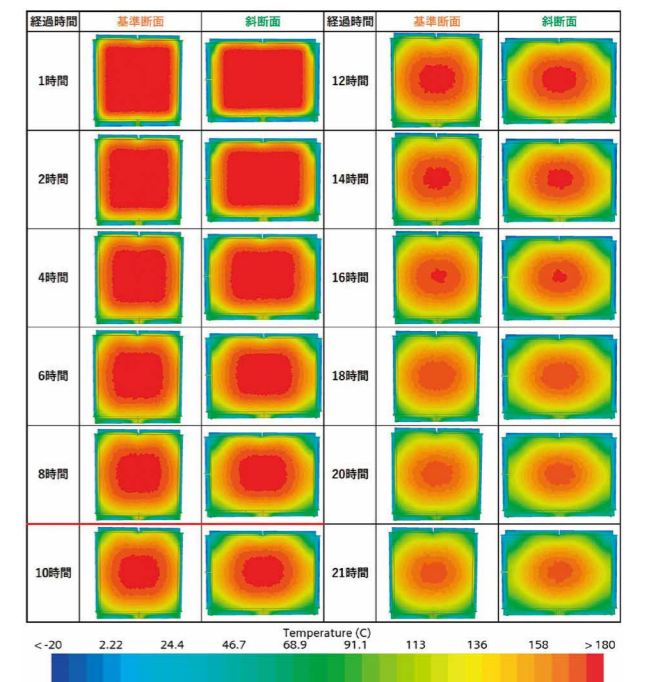 経過時間 基準断面 斜断面 経過時間 基準断面 斜断面
1時間 12時間
2時間 14時間
4時間 16時間
6時間 18時間
8時間 20時間
10時間 21時間
Temperature (C)
<-20 2.22 24.4 46.7 68.9 91.1 113 136 158 >180